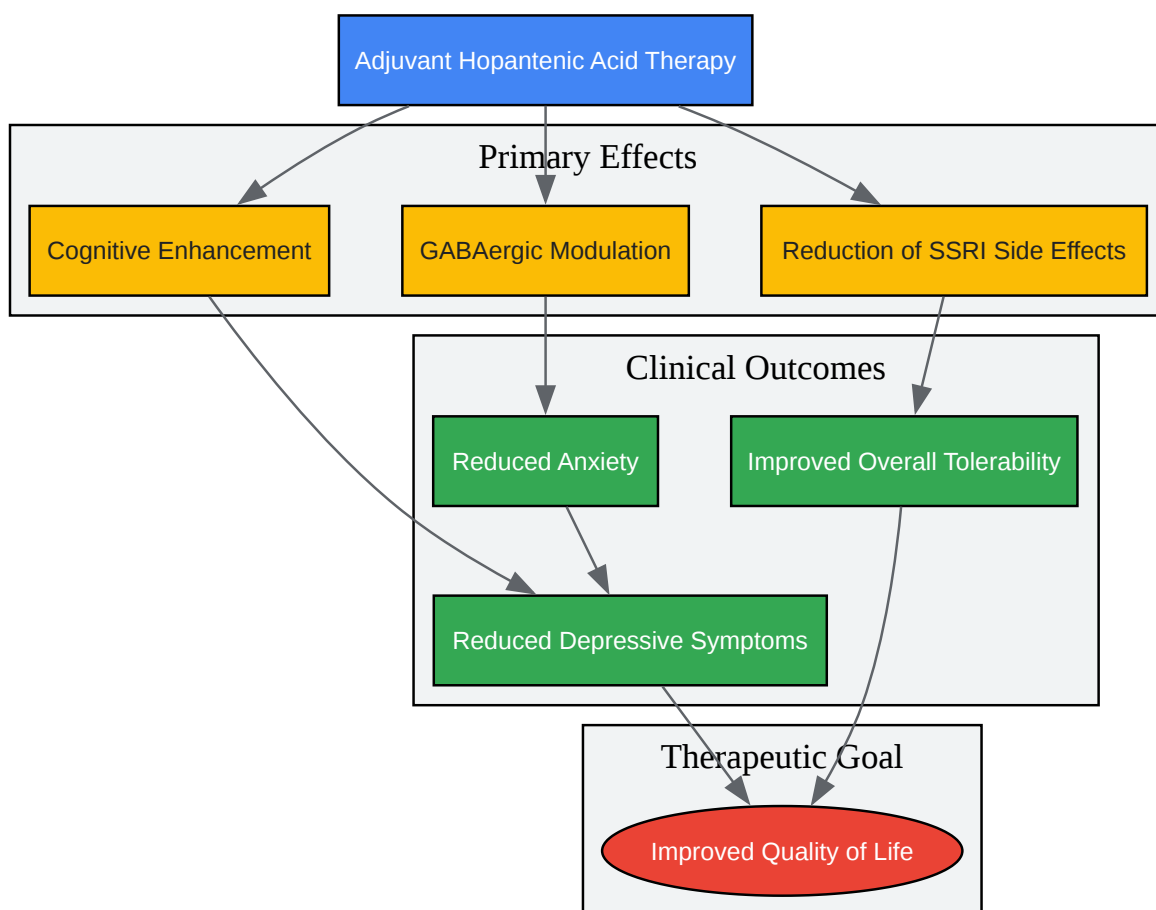 Adjuvant Hopantenic Acid Therapy
Primary Effects
Cognitive Enhancement
GABAergic Modulation
Reduction of SSRI Side Effects
Clinical Outcomes
Reduced Anxiety
Improved Overall Tolerability
Reduced Depressive Symptoms
Therapeutic Goal
Improved Quality of Life